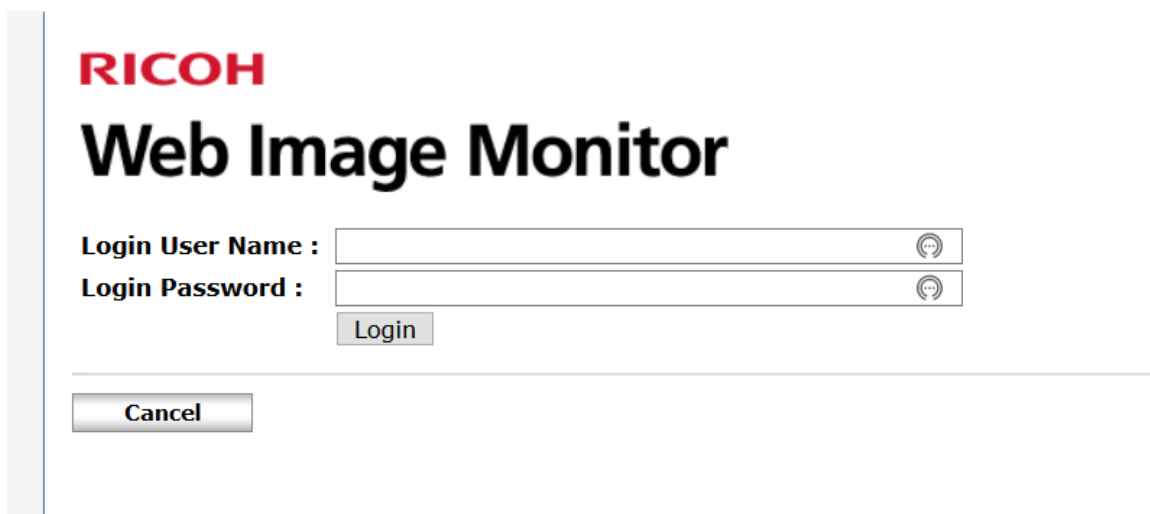 RICOH
Web Image Monitor
Login User Name :
Login Password :
Login
Cancel